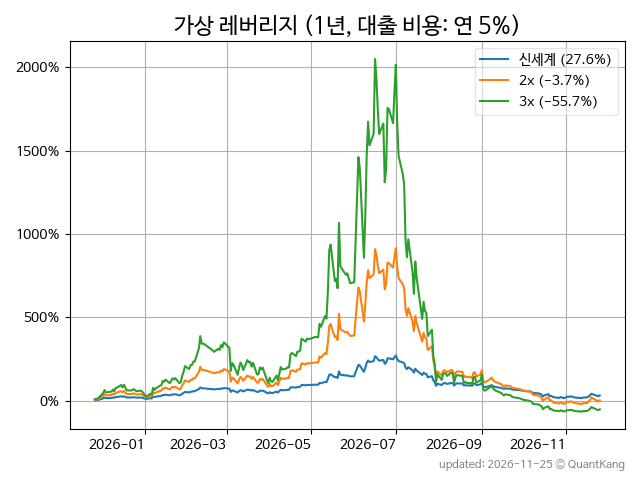 가상 레버리지 (1년, 대출 비용: 연 5%)
신세계 (27.6%)
2x (-3.7%)
3x (-55.7%)
2000%
1500%
1000%
500%
0%
2026-01 2026-03 2026-05 2026-07 2026-09 2026-11
updated: 2026-11-25 © QuantKang